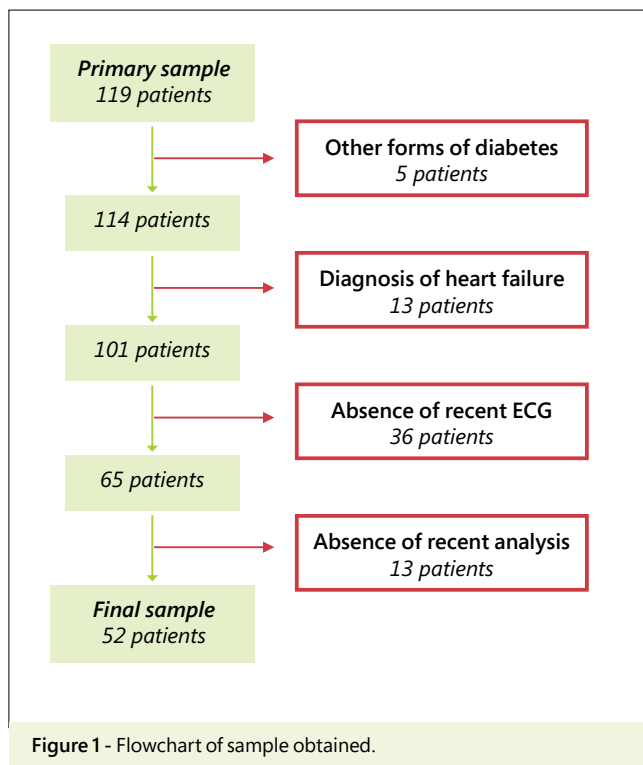 Primary sample
119 patients
Other forms of diabetes
5 patients
114 patients
Diagnosis of heart failure
13 patients
101 patients
Absence of recent ECG
36 patients
65 patients
Absence of recent analysis
13 patients
Final sample
52 patients
Figure 1 - Flowchart of sample obtained.